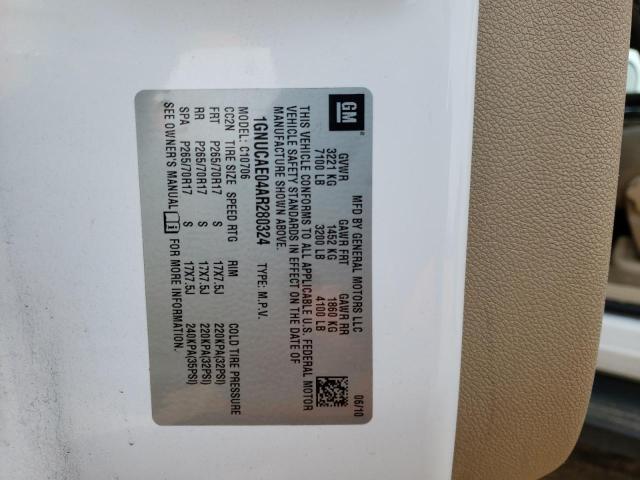 GM
MFD BY GENERAL MOTORS LLC 06/10
GVWR GAWR FRT GAWR RR
3221 KG 1452 KG 1860 KG
7100 LB 3200 LB 4100 LB
THIS VEHICLE CONFORMS TO ALL APPLICABLE U.S. FEDERAL MOTOR
VEHICLE SAFETY STANDARDS IN EFFECT ON THE DATE OF
MANUFACTURE SHOWN ABOVE.
1GNUCAE04AR280324 TYPE: M.P.V.
MODEL: C10706
CC2N TIRE SIZE SPEED RTG RIM COLD TIRE PRESSURE
FRT P265/70R17 S 17X7.5J 220KPA(32PSI)
RR P265/70R17 S 17X7.5J 220KPA(32PSI)
SPA P265/70R17 S 17X7.5J 240KPA(35PSI)
SEE OWNER'S MANUAL FOR MORE INFORMATION.